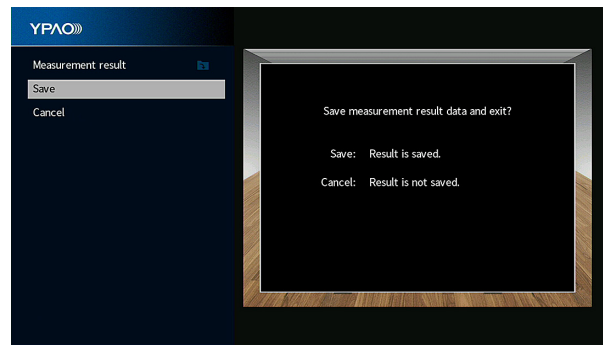 YPAO
Measurement result
Save
Cancel
Save measurement result data and exit?
Save: Result is saved.
Cancel: Result is not saved.